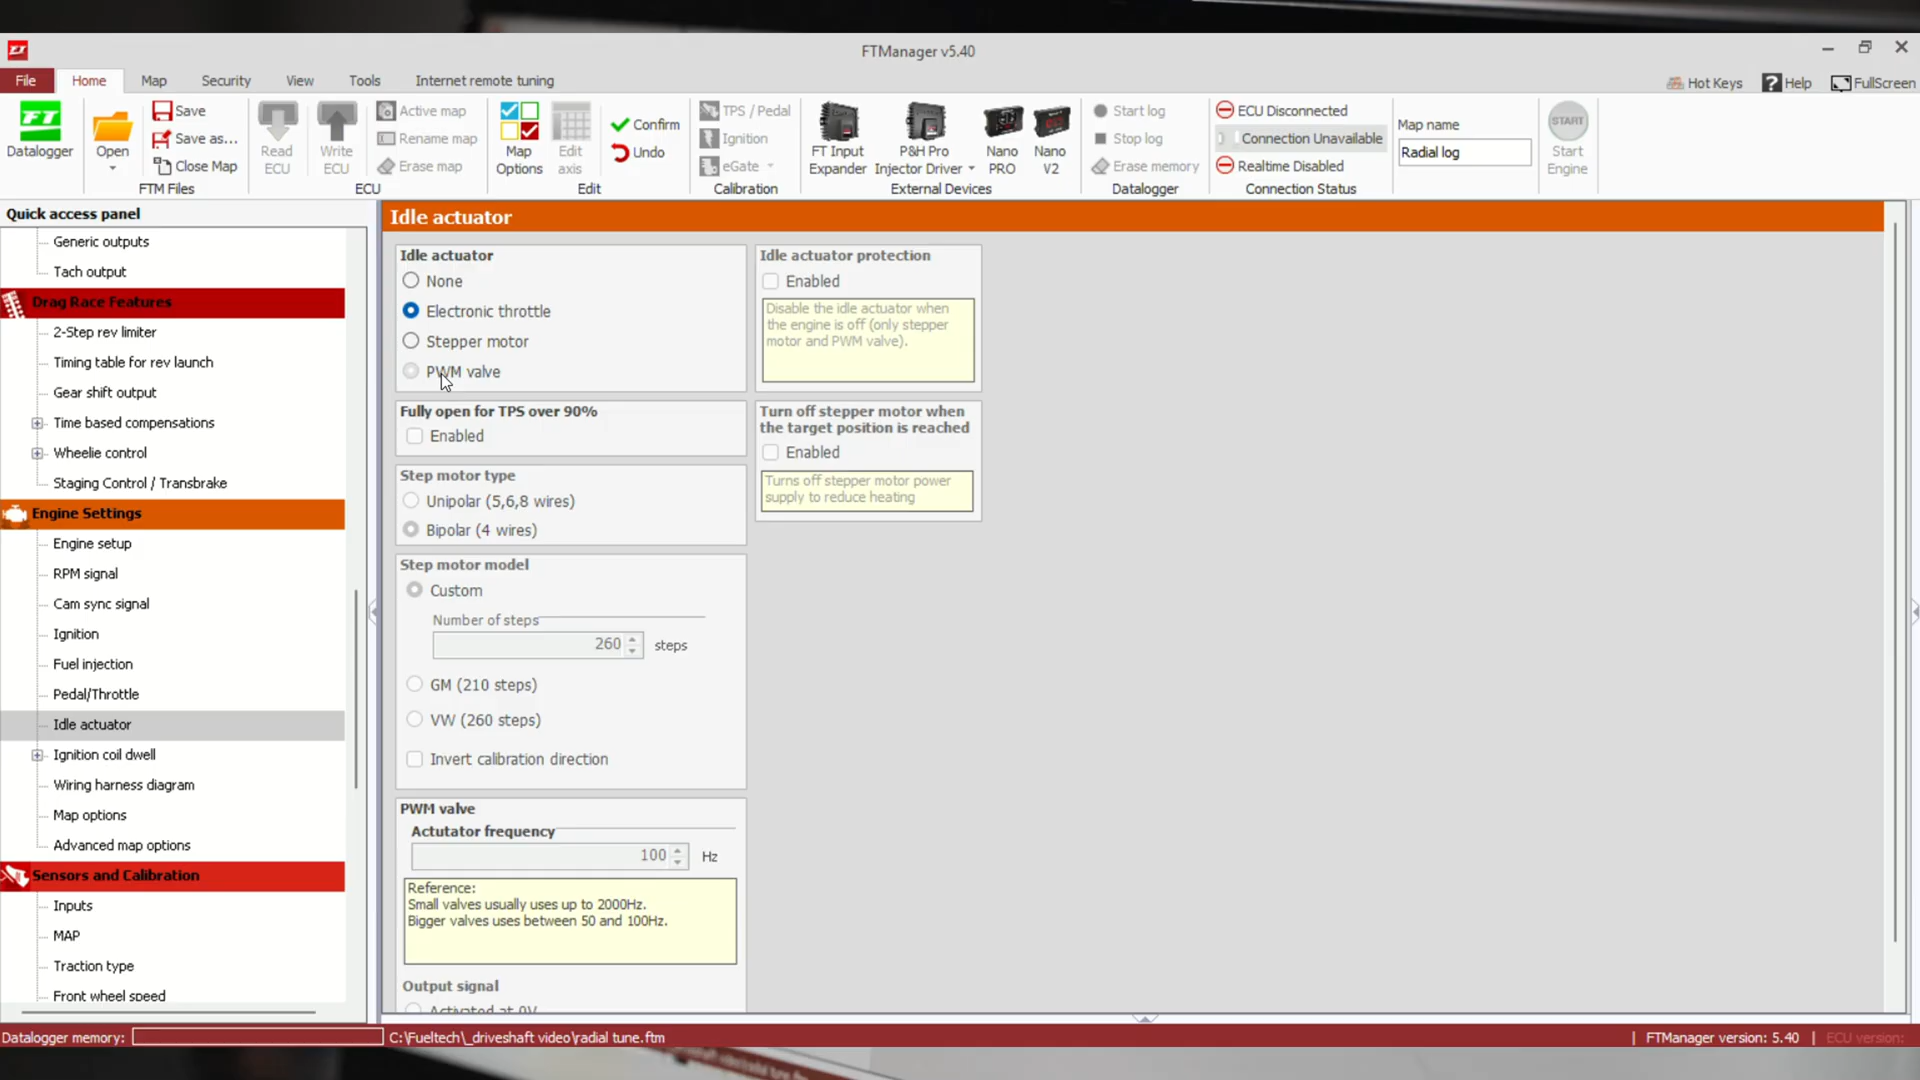 FTManager v5.40
File
Home
Map
Security
View
Tools
Internet remote tuning
Hot Keys
Help
FullScreen
FT
Datalogger
Open
Save
Save as...
Close Map
FTM Files
Read
ECU
Write
ECU
Active map
Rename map
Erase map
ECU
Map
Options
Edit
axis
Confirm
Undo
Edit
TPS / Pedal
Ignition
eGate
Calibration
FT Input
Expander
P&H Pro
Injector Driver
Nano
PRO
Nano
V2
External Devices
Start log
Stop log
Erase memory
Datalogger
ECU Disconnected
Connection Unavailable
Realtime Disabled
Connection Status
Map name
Radial log
START
Start
Engine
Quick access panel
Generic outputs
Tach output
Drag Race Features
2-Step rev limiter
Timing table for rev launch
Gear shift output
Time based compensations
Wheelie control
Staging Control / Transbrake
Engine Settings
Engine setup
RPM signal
Cam sync signal
Ignition
Fuel injection
Pedal/Throttle
Idle actuator
Ignition coil dwell
Wiring harness diagram
Map options
Advanced map options
Sensors and Calibration
Inputs
MAP
Traction type
Front wheel speed
Idle actuator
Idle actuator
None
Electronic throttle
Stepper motor
PWM valve
Fully open for TPS over 90%
Enabled
Step motor type
Unipolar (5,6,8 wires)
Bipolar (4 wires)
Step motor model
Custom
Number of steps
260
steps
GM (210 steps)
VW (260 steps)
Invert calibration direction
PWM valve
Actutator frequency
100
Hz
Reference:
Small valves usually uses up to 2000Hz.
Bigger valves uses between 50 and 100Hz.
Output signal
Activated at 0V
Idle actuator protection
Enabled
Disable the idle actuator when
the engine is off (only stepper
motor and PWM valve).
Turn off stepper motor when
the target position is reached
Enabled
Turns off stepper motor power
supply to reduce heating
Datalogger memory:
C:\Fueltech\_driveshaft video\radial tune.ftm
FTManager version: 5.40
ECU version: